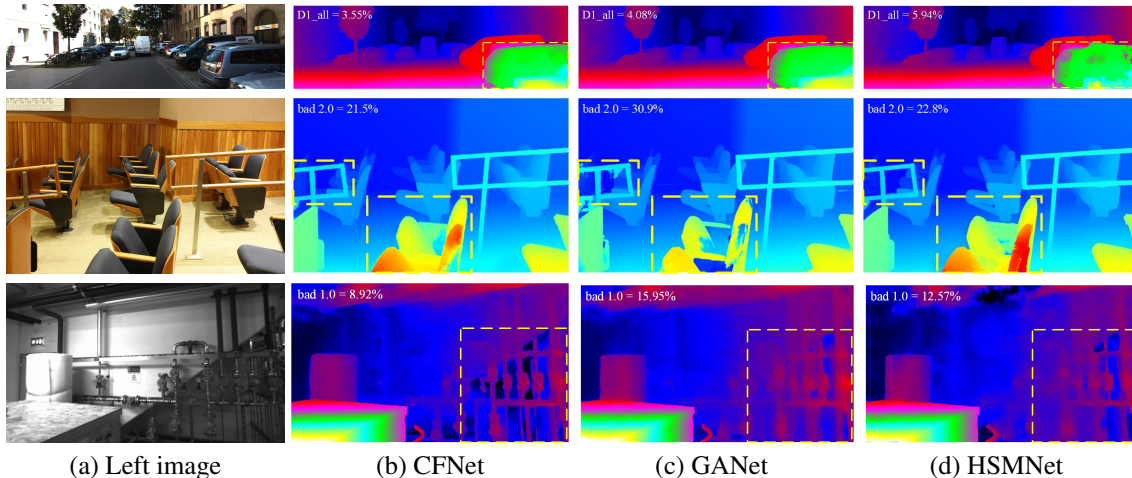 D1_all = 3.55%
D1_all = 4.08%
D1_all = 5.94%
bad 2.0 = 21.5%
bad 2.0 = 30.9%
bad 2.0 = 22.8%
bad 1.0 = 8.92%
bad 1.0 = 15.95%
bad 1.0 = 12.57%
(a) Left image
(b) CFNet
(c) GANet
(d) HSMNet